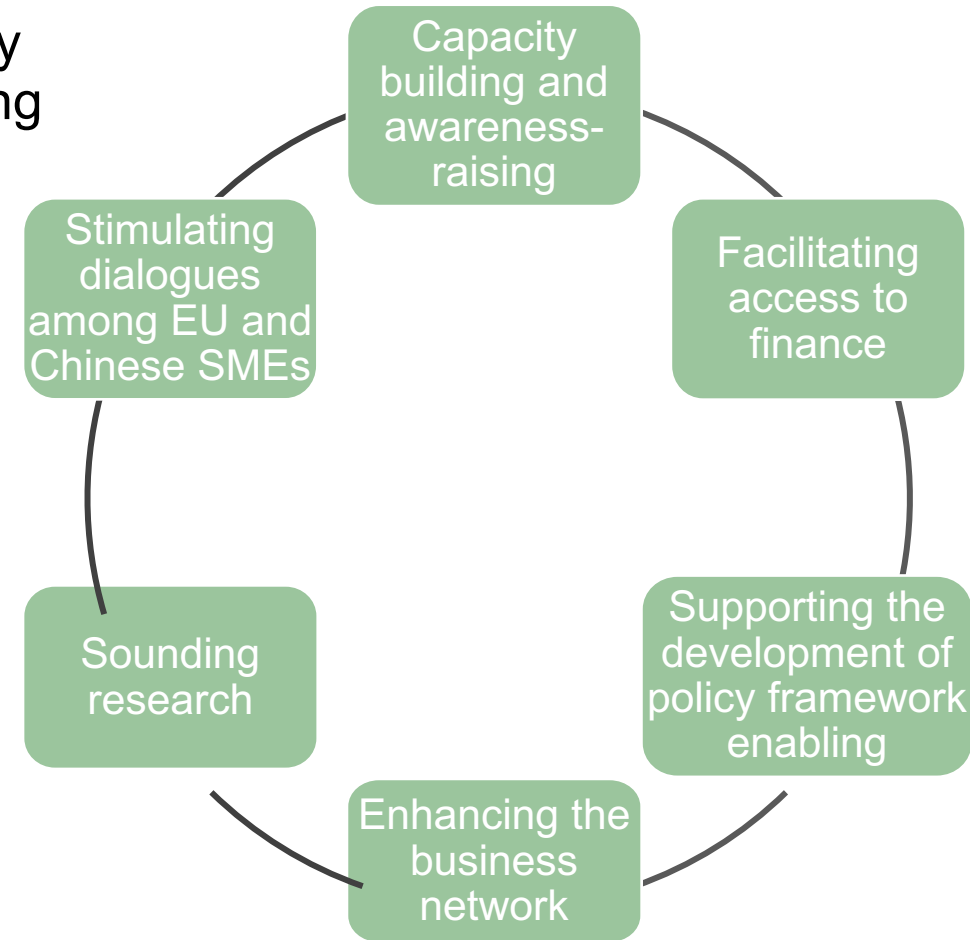 y
ng
Capacity
building and
awareness-
raising
Facilitating
access to
finance
Supporting the
development of
policy framework
enabling
Enhancing the
business
network
Sounding
research
Stimulating
dialogues
among EU and
Chinese SMEs